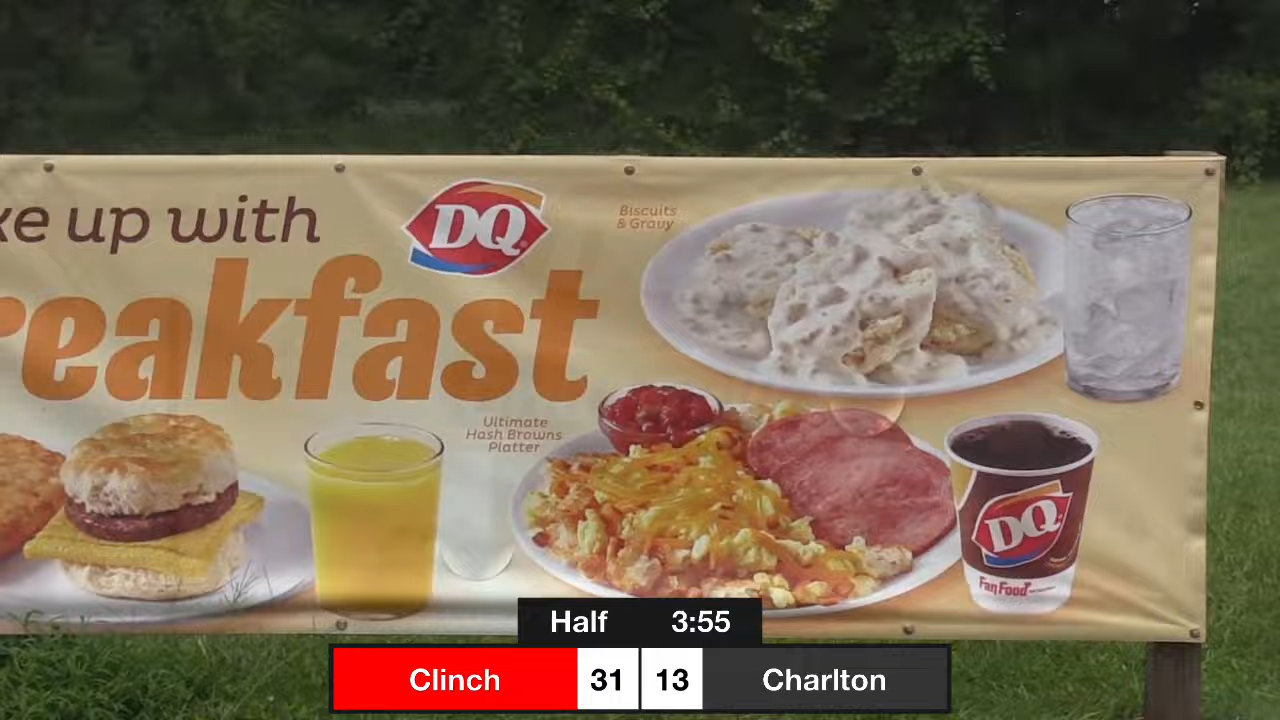 ke up with
DQ
reakfast
Biscuits
& Gravy
Ultimate
Hash Browns
Platter
DQ
Fan Food
Half 3:55
Clinch 31 13 Charlton